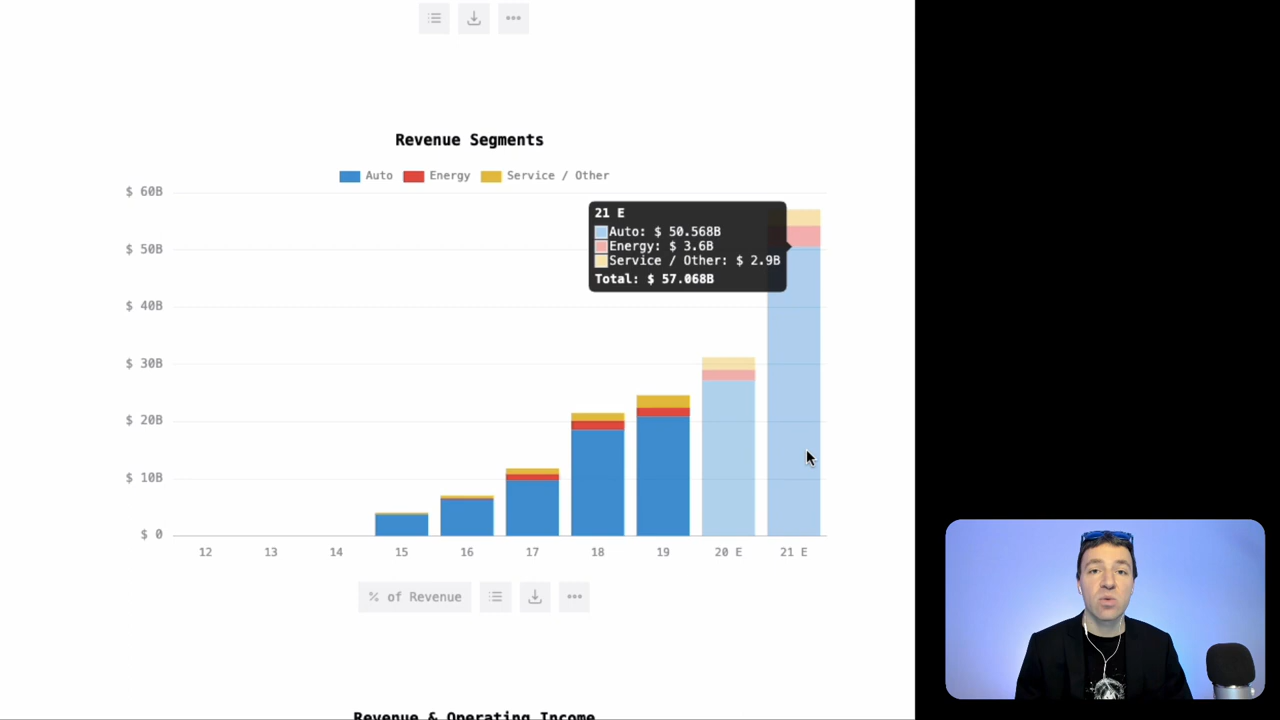 Revenue Segments
Auto Energy Service / Other
$ 60B
$ 50B
$ 40B
$ 30B
$ 20B
$ 10B
$ 0
21 E
Auto: $ 50.568B
Energy: $ 3.6B
Service / Other: $ 2.9B
Total: $ 57.068B
12 13 14 15 16 17 18 19 20 E 21 E
% of Revenue
Revenue & Operating Income